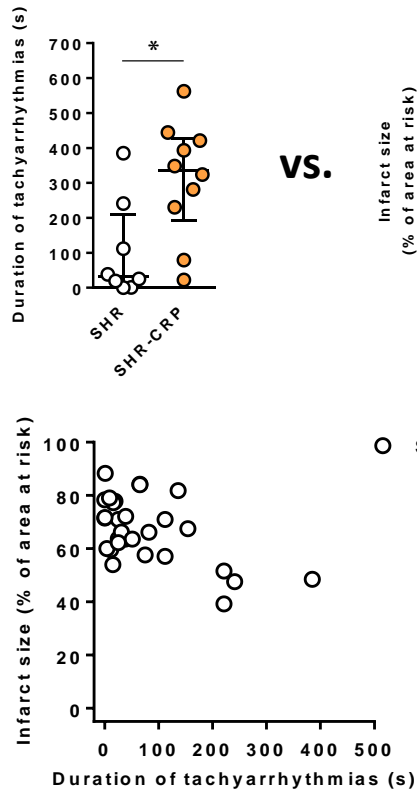 Duration of tachyarrhythmias (s)
700
600
500
400
300
200
100
0
*
SHR
SHR-CRP
vs.
Infarct size
(% of area at risk)
Infarct size (% of area at risk)
100
80
60
40
20
0
0 100 200 300 400 500
Duration of tachyarrhythmias (s)